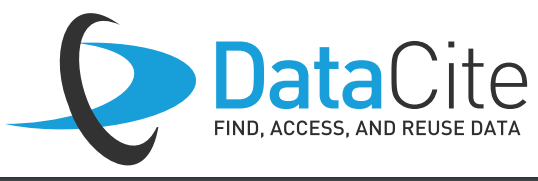 DataCite
FIND, ACCESS, AND REUSE DATA